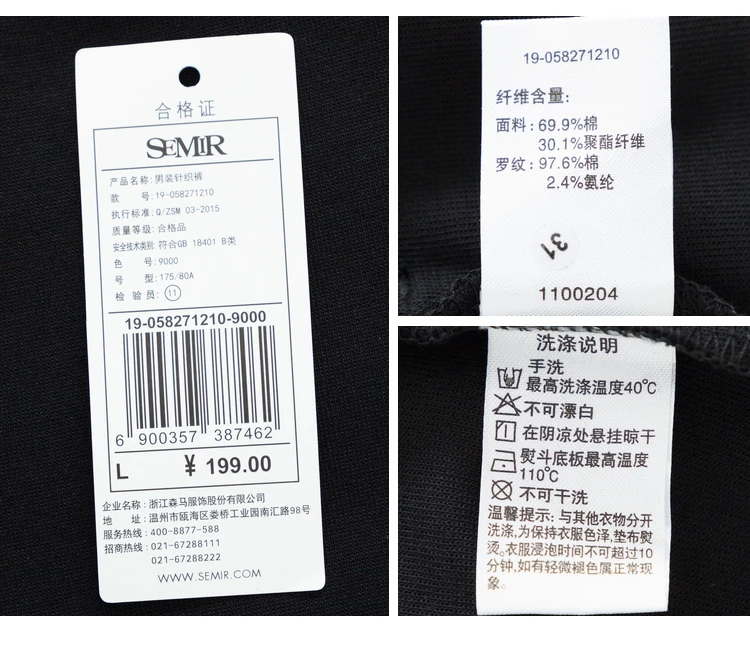 合格证
SEMIR
产品名称:男装针织裤
款 号:19-058271210
执行标准:Q/ZSM 03-2015
质量等级:合格品
安全技术类别:符合GB 18401 B类
色 号:9000
号 型:175/80A
检 验 员:11
19-058271210-9000
6 900357 387462
L ¥ 199.00
企业名称:浙江森马服饰股份有限公司
地 址:温州市瓯海区娄桥工业园南汇路98号
服务热线:400-8877-588
招商热线:021-67288111
021-67288222
WWW.SEMIR.COM
19-058271210
纤维含量:
面料:69.9%棉
30.1%聚酯纤维
罗纹:97.6%棉
2.4%氨纶
31
1100204
洗涤说明
手洗
最高洗涤温度40℃
不可漂白
在阴凉处悬挂晾干
熨斗底板最高温度
110℃
不可干洗
温馨提示:与其他衣物分开
洗涤,为保持衣服色泽,垫布熨
烫。衣服浸泡时间不可超过10
分钟,如有轻微褪色属正常现
象。